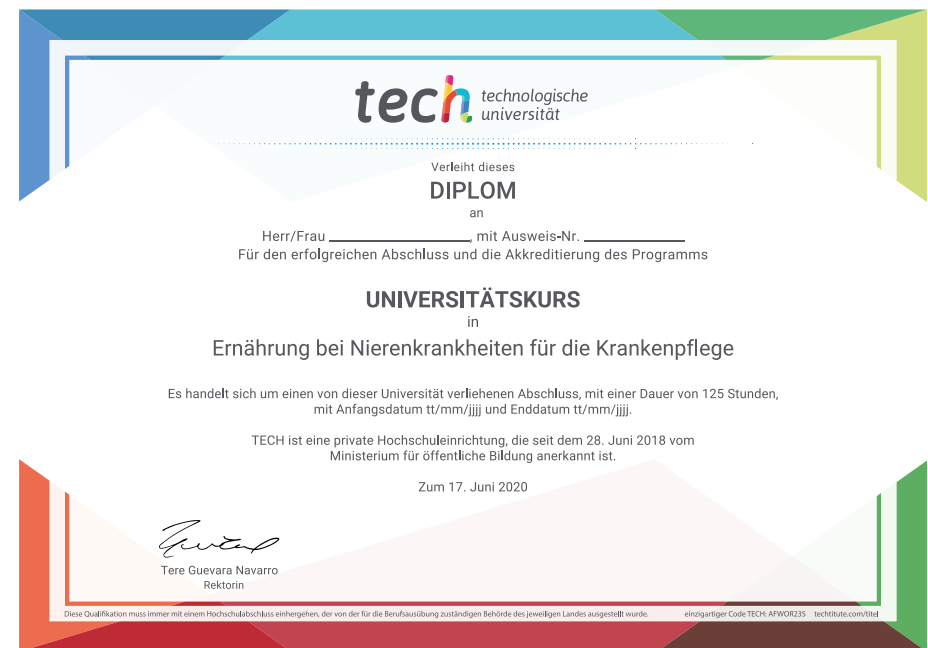 tech technologische
universität
Verleiht dieses
DIPLOM
an
Herr/Frau ____________, mit Ausweis-Nr. ____________
Für den erfolgreichen Abschluss und die Akkreditierung des Programms
UNIVERSITÄTSKURS
in
Ernährung bei Nierenkrankheiten für die Krankenpflege
Es handelt sich um einen von dieser Universität verliehenen Abschluss, mit einer Dauer von 125 Stunden,
mit Anfangsdatum tt/mm/jjjj und Enddatum tt/mm/jjjj.
TECH ist eine private Hochschuleinrichtung, die seit dem 28. Juni 2018 vom
Ministerium für öffentliche Bildung anerkannt ist.
Zum 17. Juni 2020
Tere Guevara Navarro
Rektorin
Diese Qualifikation muss immer mit einem Hochschulabschluss einhergehen, der von der für die Berufsausübung zuständigen Behörde des jeweiligen Landes ausgestellt wurde. einzigartiger Code TECH: AFWOR23S techtitute.com/titel